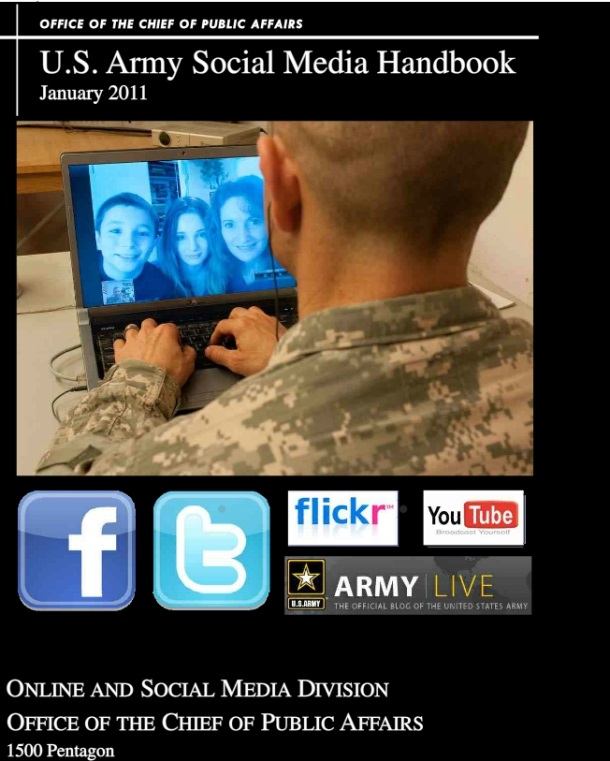 OFFICE OF THE CHIEF OF PUBLIC AFFAIRS
U.S. Army Social Media Handbook
January 2011
f
t
flickr™
You Tube
Broadcast Yourself
U.S. ARMY
ARMY LIVE
THE OFFICIAL BLOG OF THE UNITED STATES ARMY
ONLINE AND SOCIAL MEDIA DIVISION
OFFICE OF THE CHIEF OF PUBLIC AFFAIRS
1500 Pentagon